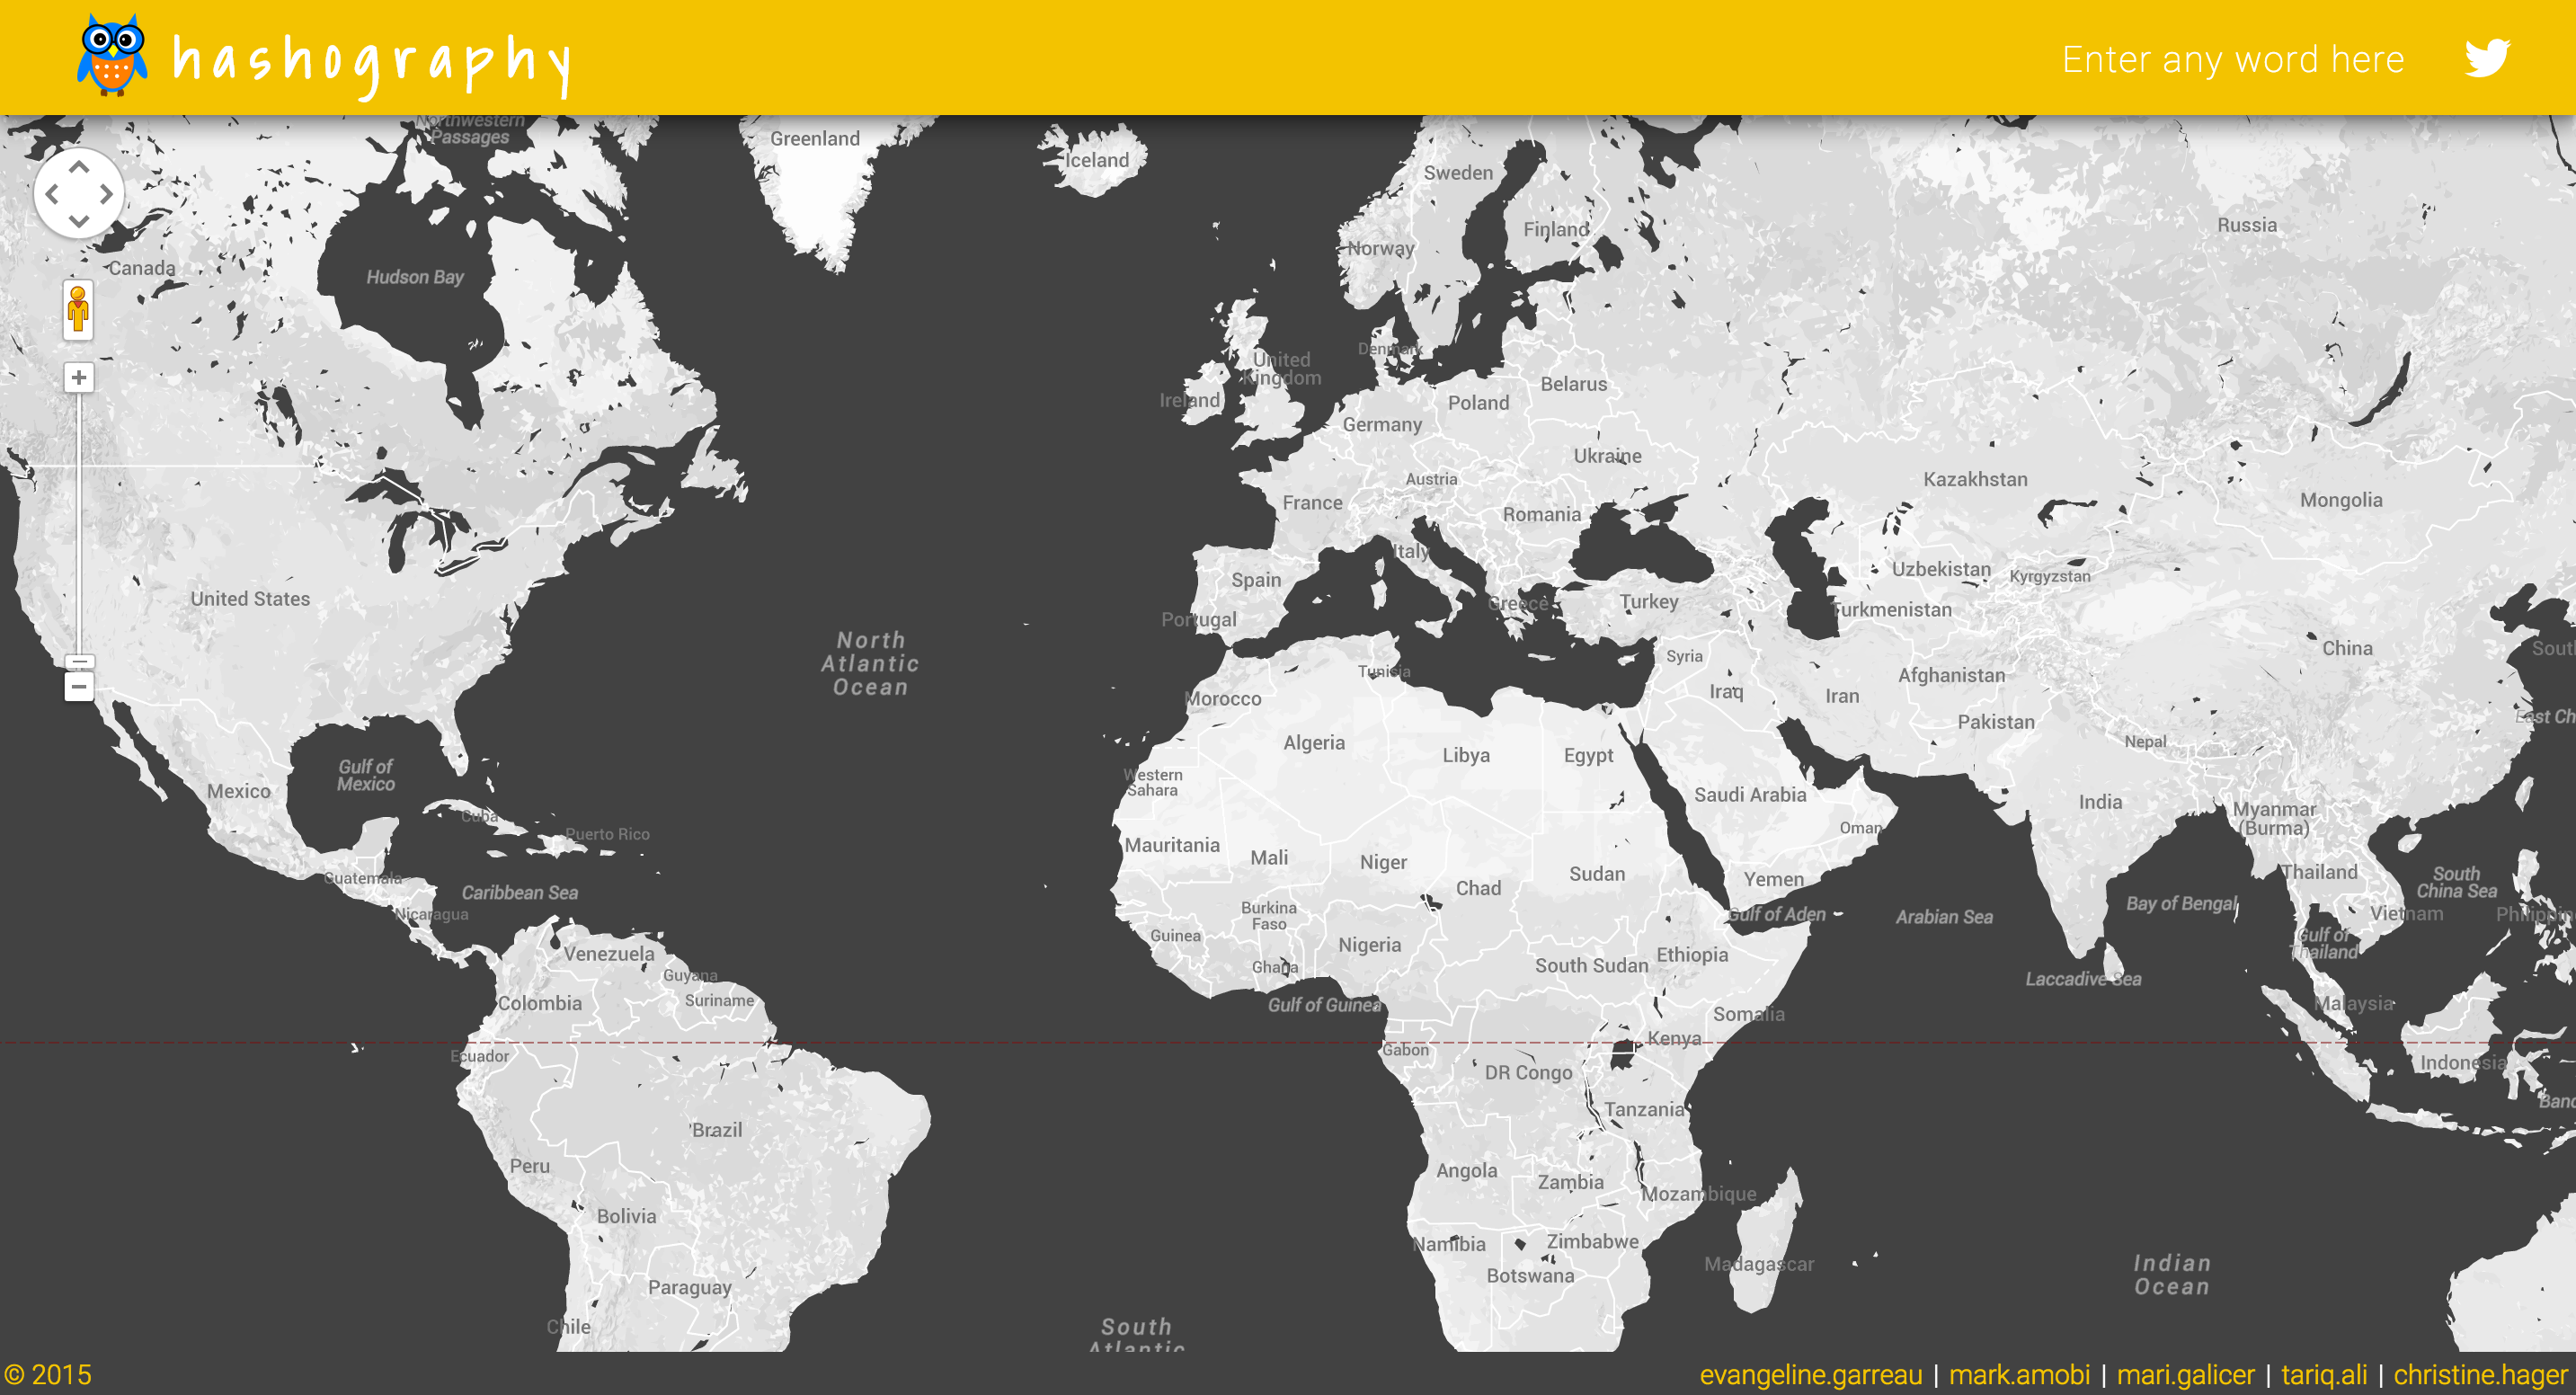 hashography
Enter any word here
Northwestern
Passages
Greenland
Iceland
Sweden
Finland
Norway
Russia
Canada
Hudson Bay
United
Kingdom
Denmark
Ireland
Belarus
Poland
Germany
Ukraine
Austria
Kazakhstan
France
Romania
Mongolia
Italy
Uzbekistan
Kyrgyzstan
Spain
United States
Greece
Turkey
Turkmenistan
Portugal
North
Atlantic
Ocean
China
South
Syria
Tunisia
Afghanistan
Iraq
Iran
Morocco
Pakistan
East Ch
Algeria
Libya
Egypt
Nepal
Gulf of
Mexico
Western
Sahara
Mexico
Saudi Arabia
India
Myanmar
(Burma)
Cuba
Puerto Rico
Oman
Mauritania
Mali
Niger
Sudan
Thailand
Guatemala
Caribbean Sea
Chad
Yemen
South
China Sea
Nicaragua
Burkina
Faso
Gulf of Aden
Arabian Sea
Bay of Bengal
Vietnam
Philippin
Guinea
Nigeria
Gulf of
Thailand
Venezuela
Ghana
South Sudan
Ethiopia
Guyana
Laccadive Sea
Colombia
Suriname
Gulf of Guinea
Somalia
Malaysia
Ecuador
Gabon
Kenya
Indonesia
DR Congo
Band
Tanzania
Brazil
Peru
Angola
Zambia
Mozambique
Bolivia
Namibia
Zimbabwe
Madagascar
Indian
Ocean
Botswana
Paraguay
Chile
South
Atlantic
© 2015
evangeline.garreau | mark.amobi | mari.galicer | tariq.ali | christine.hager